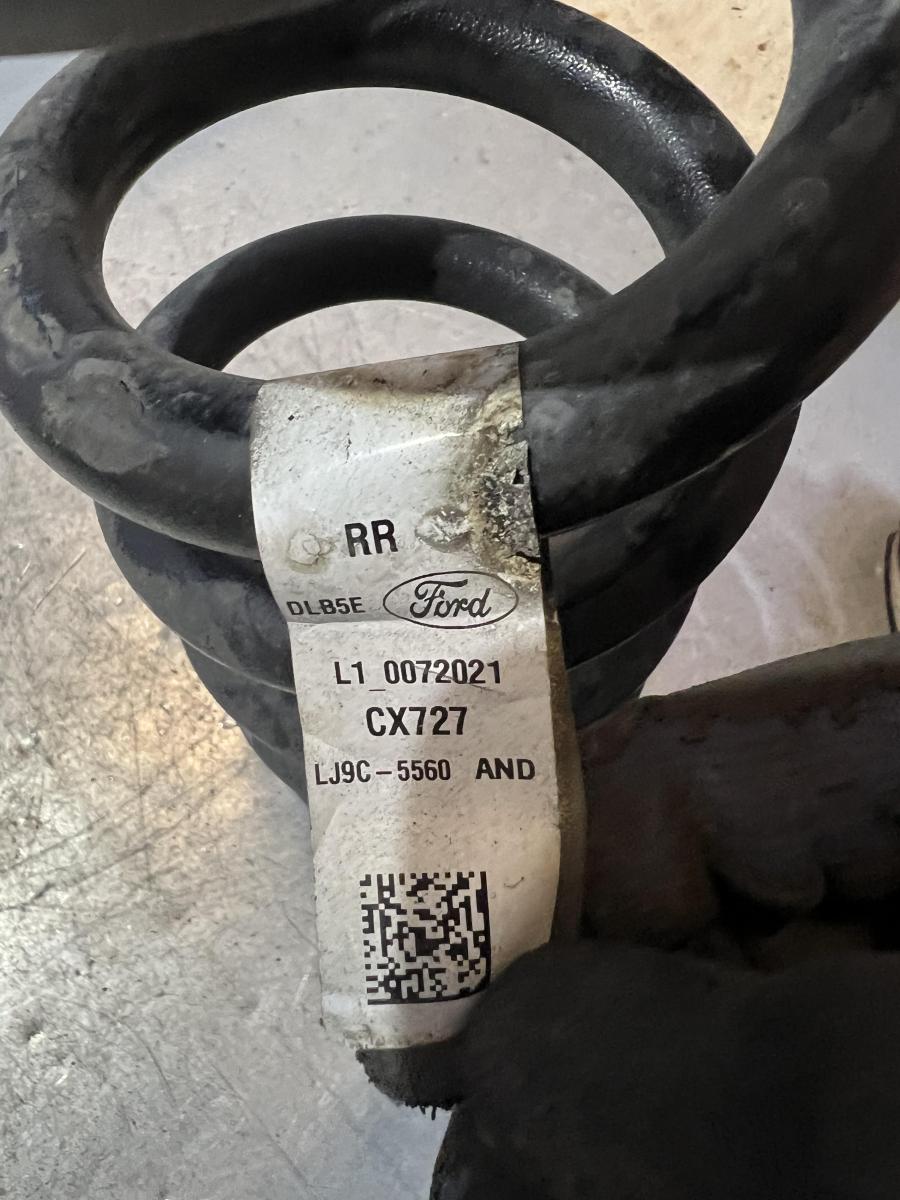 RR
DLB5E Ford
L1_0072021
CX727
LJ9C-5560 AND